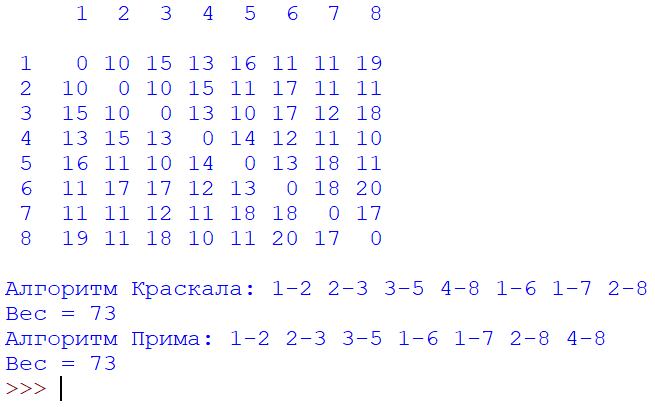 1 2 3 4 5 6 7 8
1 0 10 15 13 16 11 11 19
2 10 0 10 15 11 17 11 11
3 15 10 0 13 10 17 12 18
4 13 15 13 0 14 12 11 10
5 16 11 10 14 0 13 18 11
6 11 17 17 12 13 0 18 20
7 11 11 12 11 18 18 0 17
8 19 11 18 10 11 20 17 0
Алгоритм Краскала: 1-2 2-3 3-5 4-8 1-6 1-7 2-8
Вес = 73
Алгоритм Прима: 1-2 2-3 3-5 1-6 1-7 2-8 4-8
Вес = 73
>>>